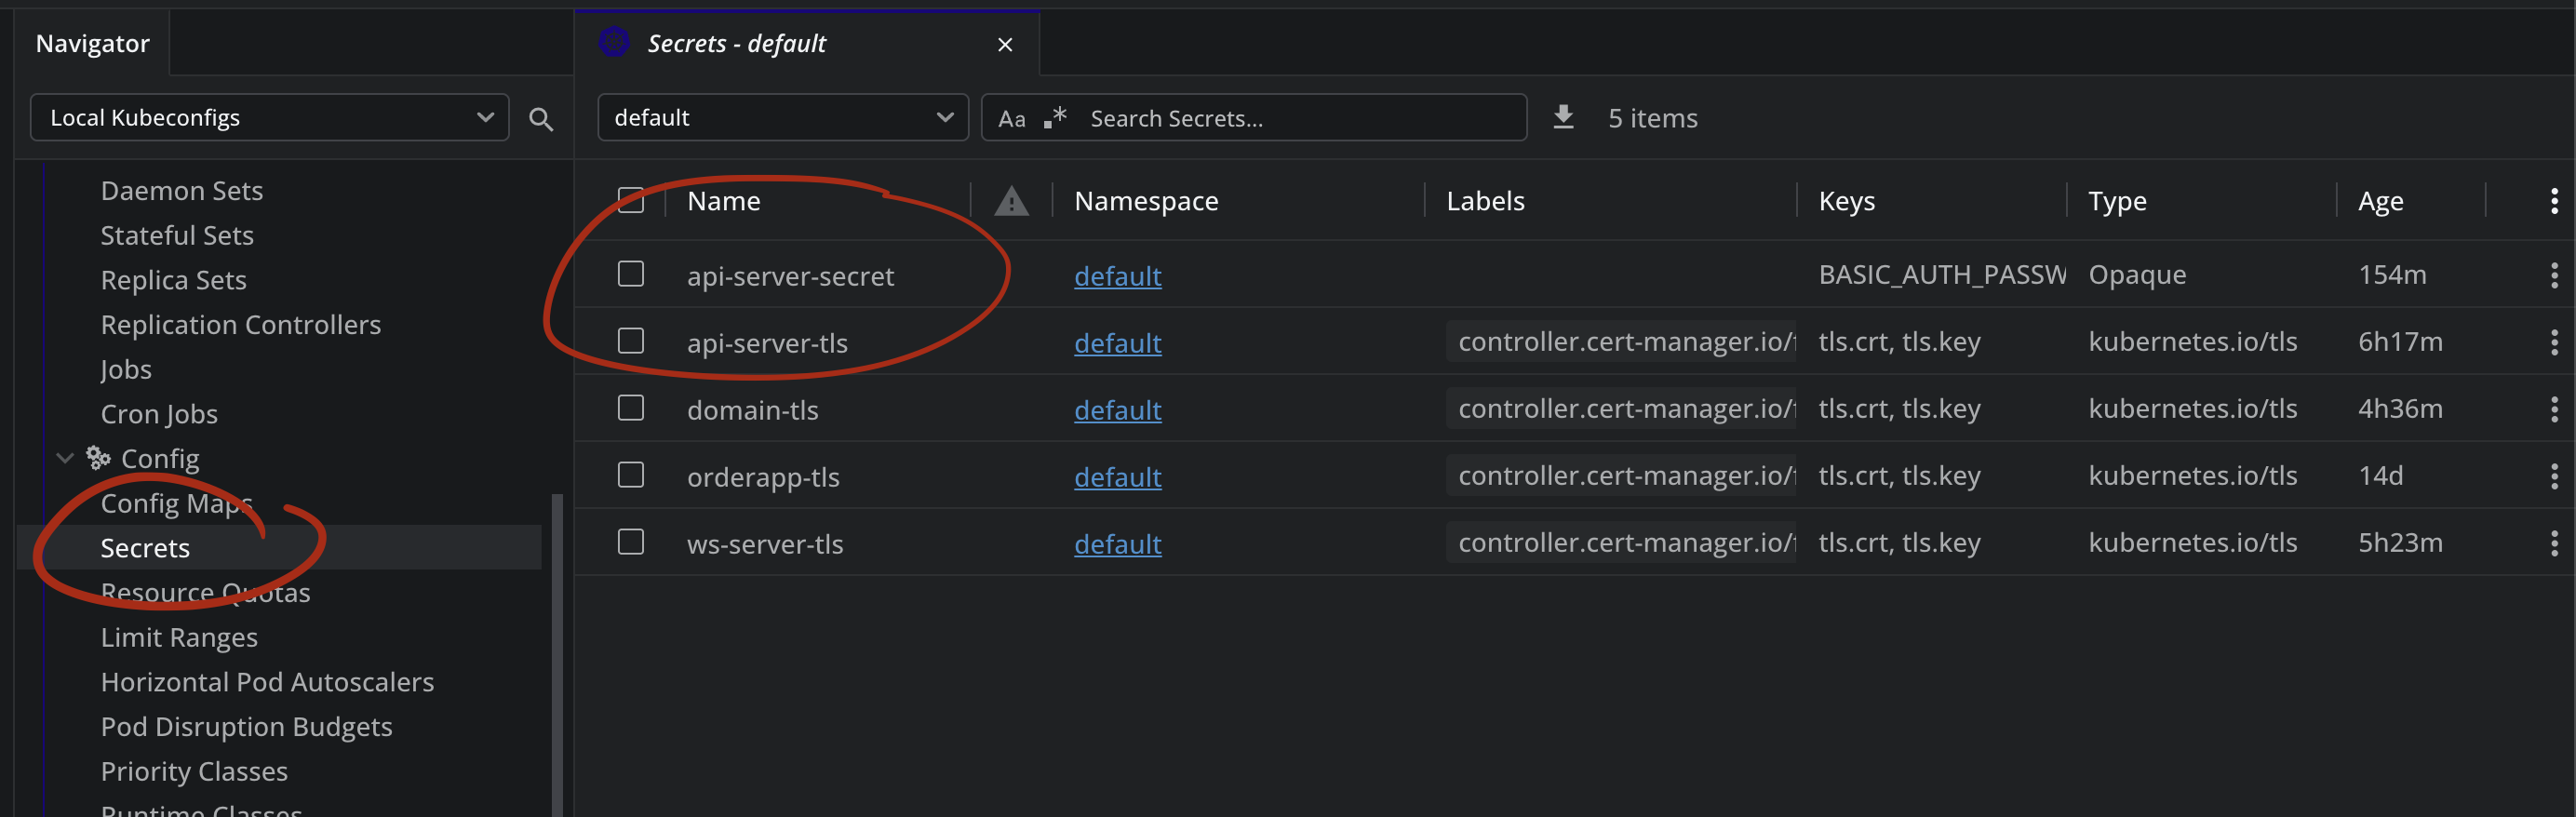 Navigator
Secrets - default
Local Kubeconfigs
default
Aa .* Search Secrets...
5 items
Daemon Sets
Stateful Sets
Replica Sets
Replication Controllers
Jobs
Cron Jobs
Config
Config Maps
Secrets
Resource Quotas
Limit Ranges
Horizontal Pod Autoscalers
Pod Disruption Budgets
Priority Classes
Runtime Classes
Name Namespace Labels Keys Type Age
api-server-secret default BASIC_AUTH_PASSW Opaque 154m
api-server-tls default controller.cert-manager.io/ tls.crt, tls.key kubernetes.io/tls 6h17m
domain-tls default controller.cert-manager.io/ tls.crt, tls.key kubernetes.io/tls 4h36m
orderapp-tls default controller.cert-manager.io/ tls.crt, tls.key kubernetes.io/tls 14d
ws-server-tls default controller.cert-manager.io/ tls.crt, tls.key kubernetes.io/tls 5h23m